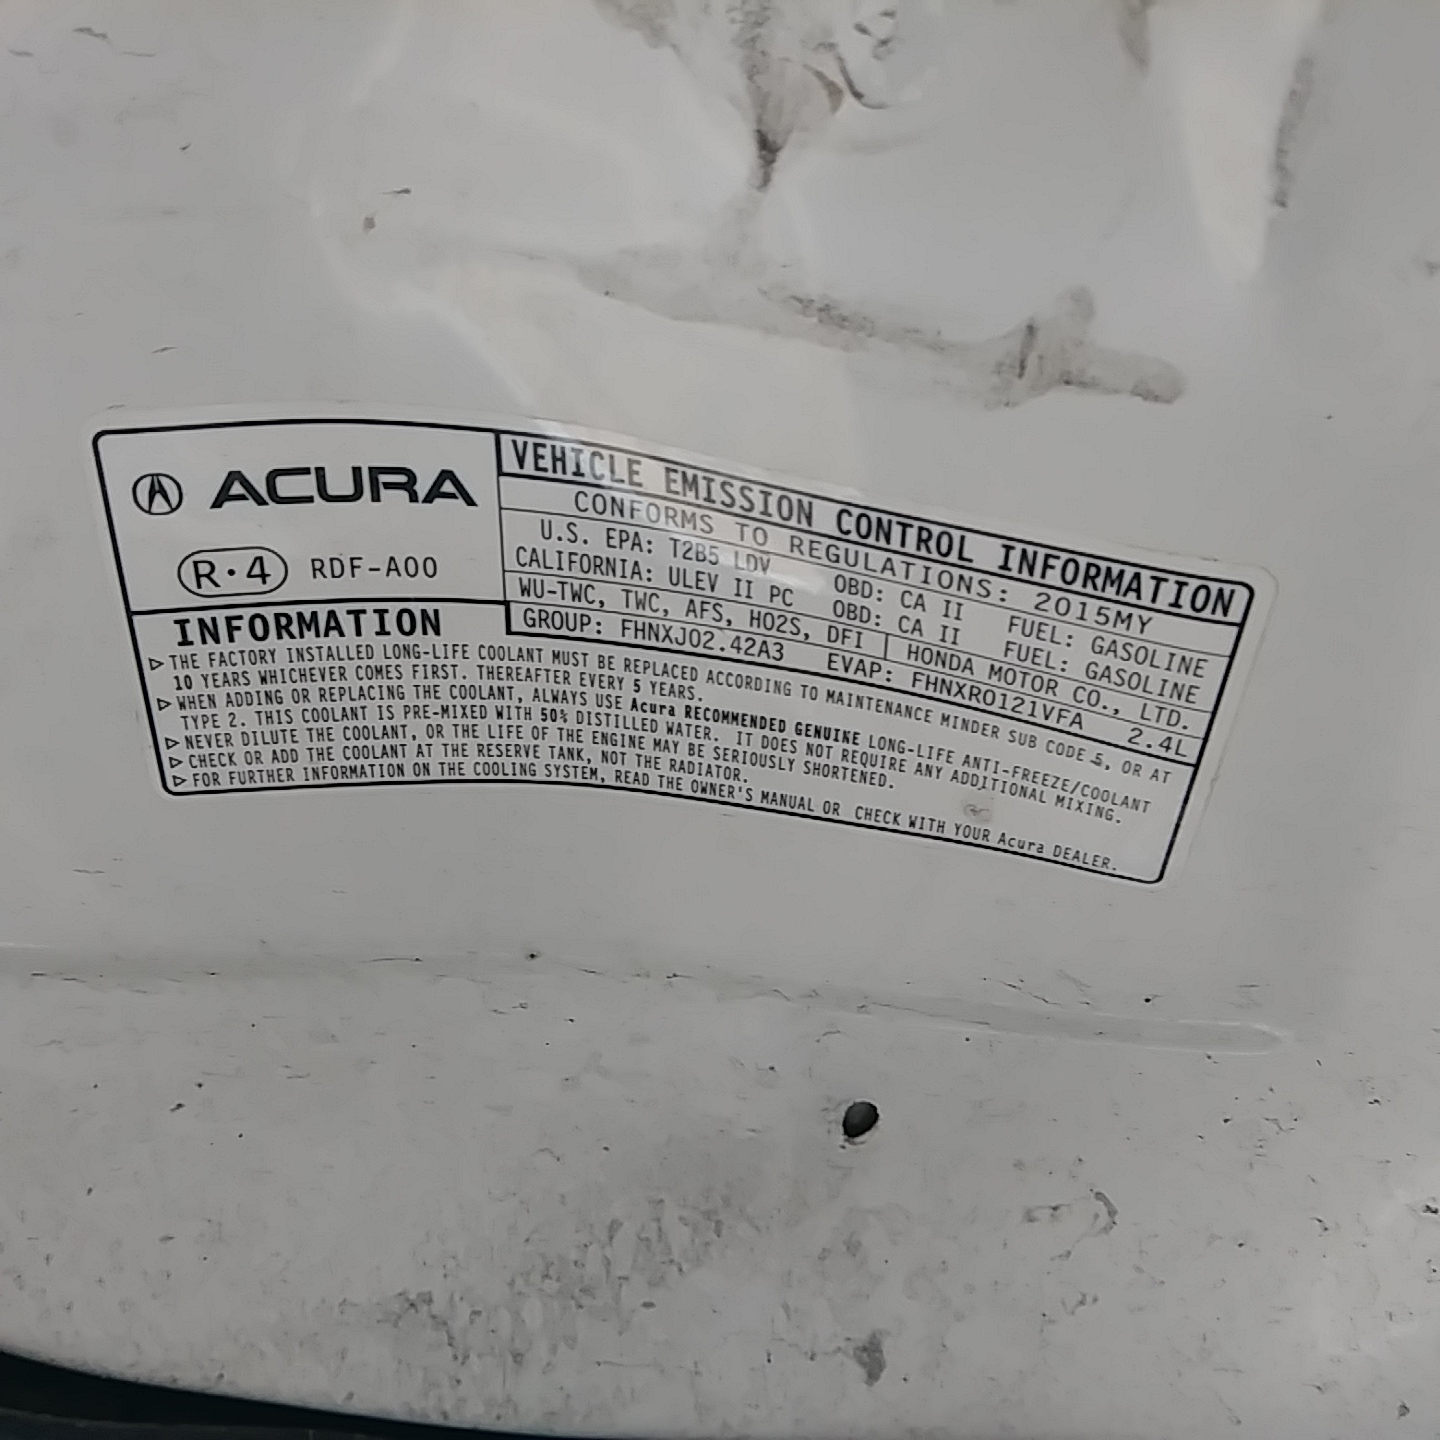 ACURA
R·4 RDF-A00
VEHICLE EMISSION CONTROL INFORMATION
CONFORMS TO REGULATIONS: 2015MY
U.S. EPA: T2B5 LDV OBD: CA II FUEL: GASOLINE
CALIFORNIA: ULEV II PC OBD: CA II FUEL: GASOLINE
WU-TWC, TWC, AFS, HO2S, DFI HONDA MOTOR CO., LTD.
GROUP: FHNXJ02.42A3 EVAP: FHNXR0121VFA 2.4L
INFORMATION
▷ THE FACTORY INSTALLED LONG-LIFE COOLANT MUST BE REPLACED ACCORDING TO MAINTENANCE MINDER SUB CODE 5, OR AT
10 YEARS WHICHEVER COMES FIRST. THEREAFTER EVERY 5 YEARS.
▷ WHEN ADDING OR REPLACING THE COOLANT, ALWAYS USE Acura RECOMMENDED GENUINE LONG-LIFE ANTI-FREEZE/COOLANT
TYPE 2. THIS COOLANT IS PRE-MIXED WITH 50% DISTILLED WATER. IT DOES NOT REQUIRE ANY ADDITIONAL MIXING.
▷ NEVER DILUTE THE COOLANT, OR THE LIFE OF THE ENGINE MAY BE SERIOUSLY SHORTENED.
▷ CHECK OR ADD THE COOLANT AT THE RESERVE TANK, NOT THE RADIATOR.
▷ FOR FURTHER INFORMATION ON THE COOLING SYSTEM, READ THE OWNER'S MANUAL OR CHECK WITH YOUR Acura DEALER.